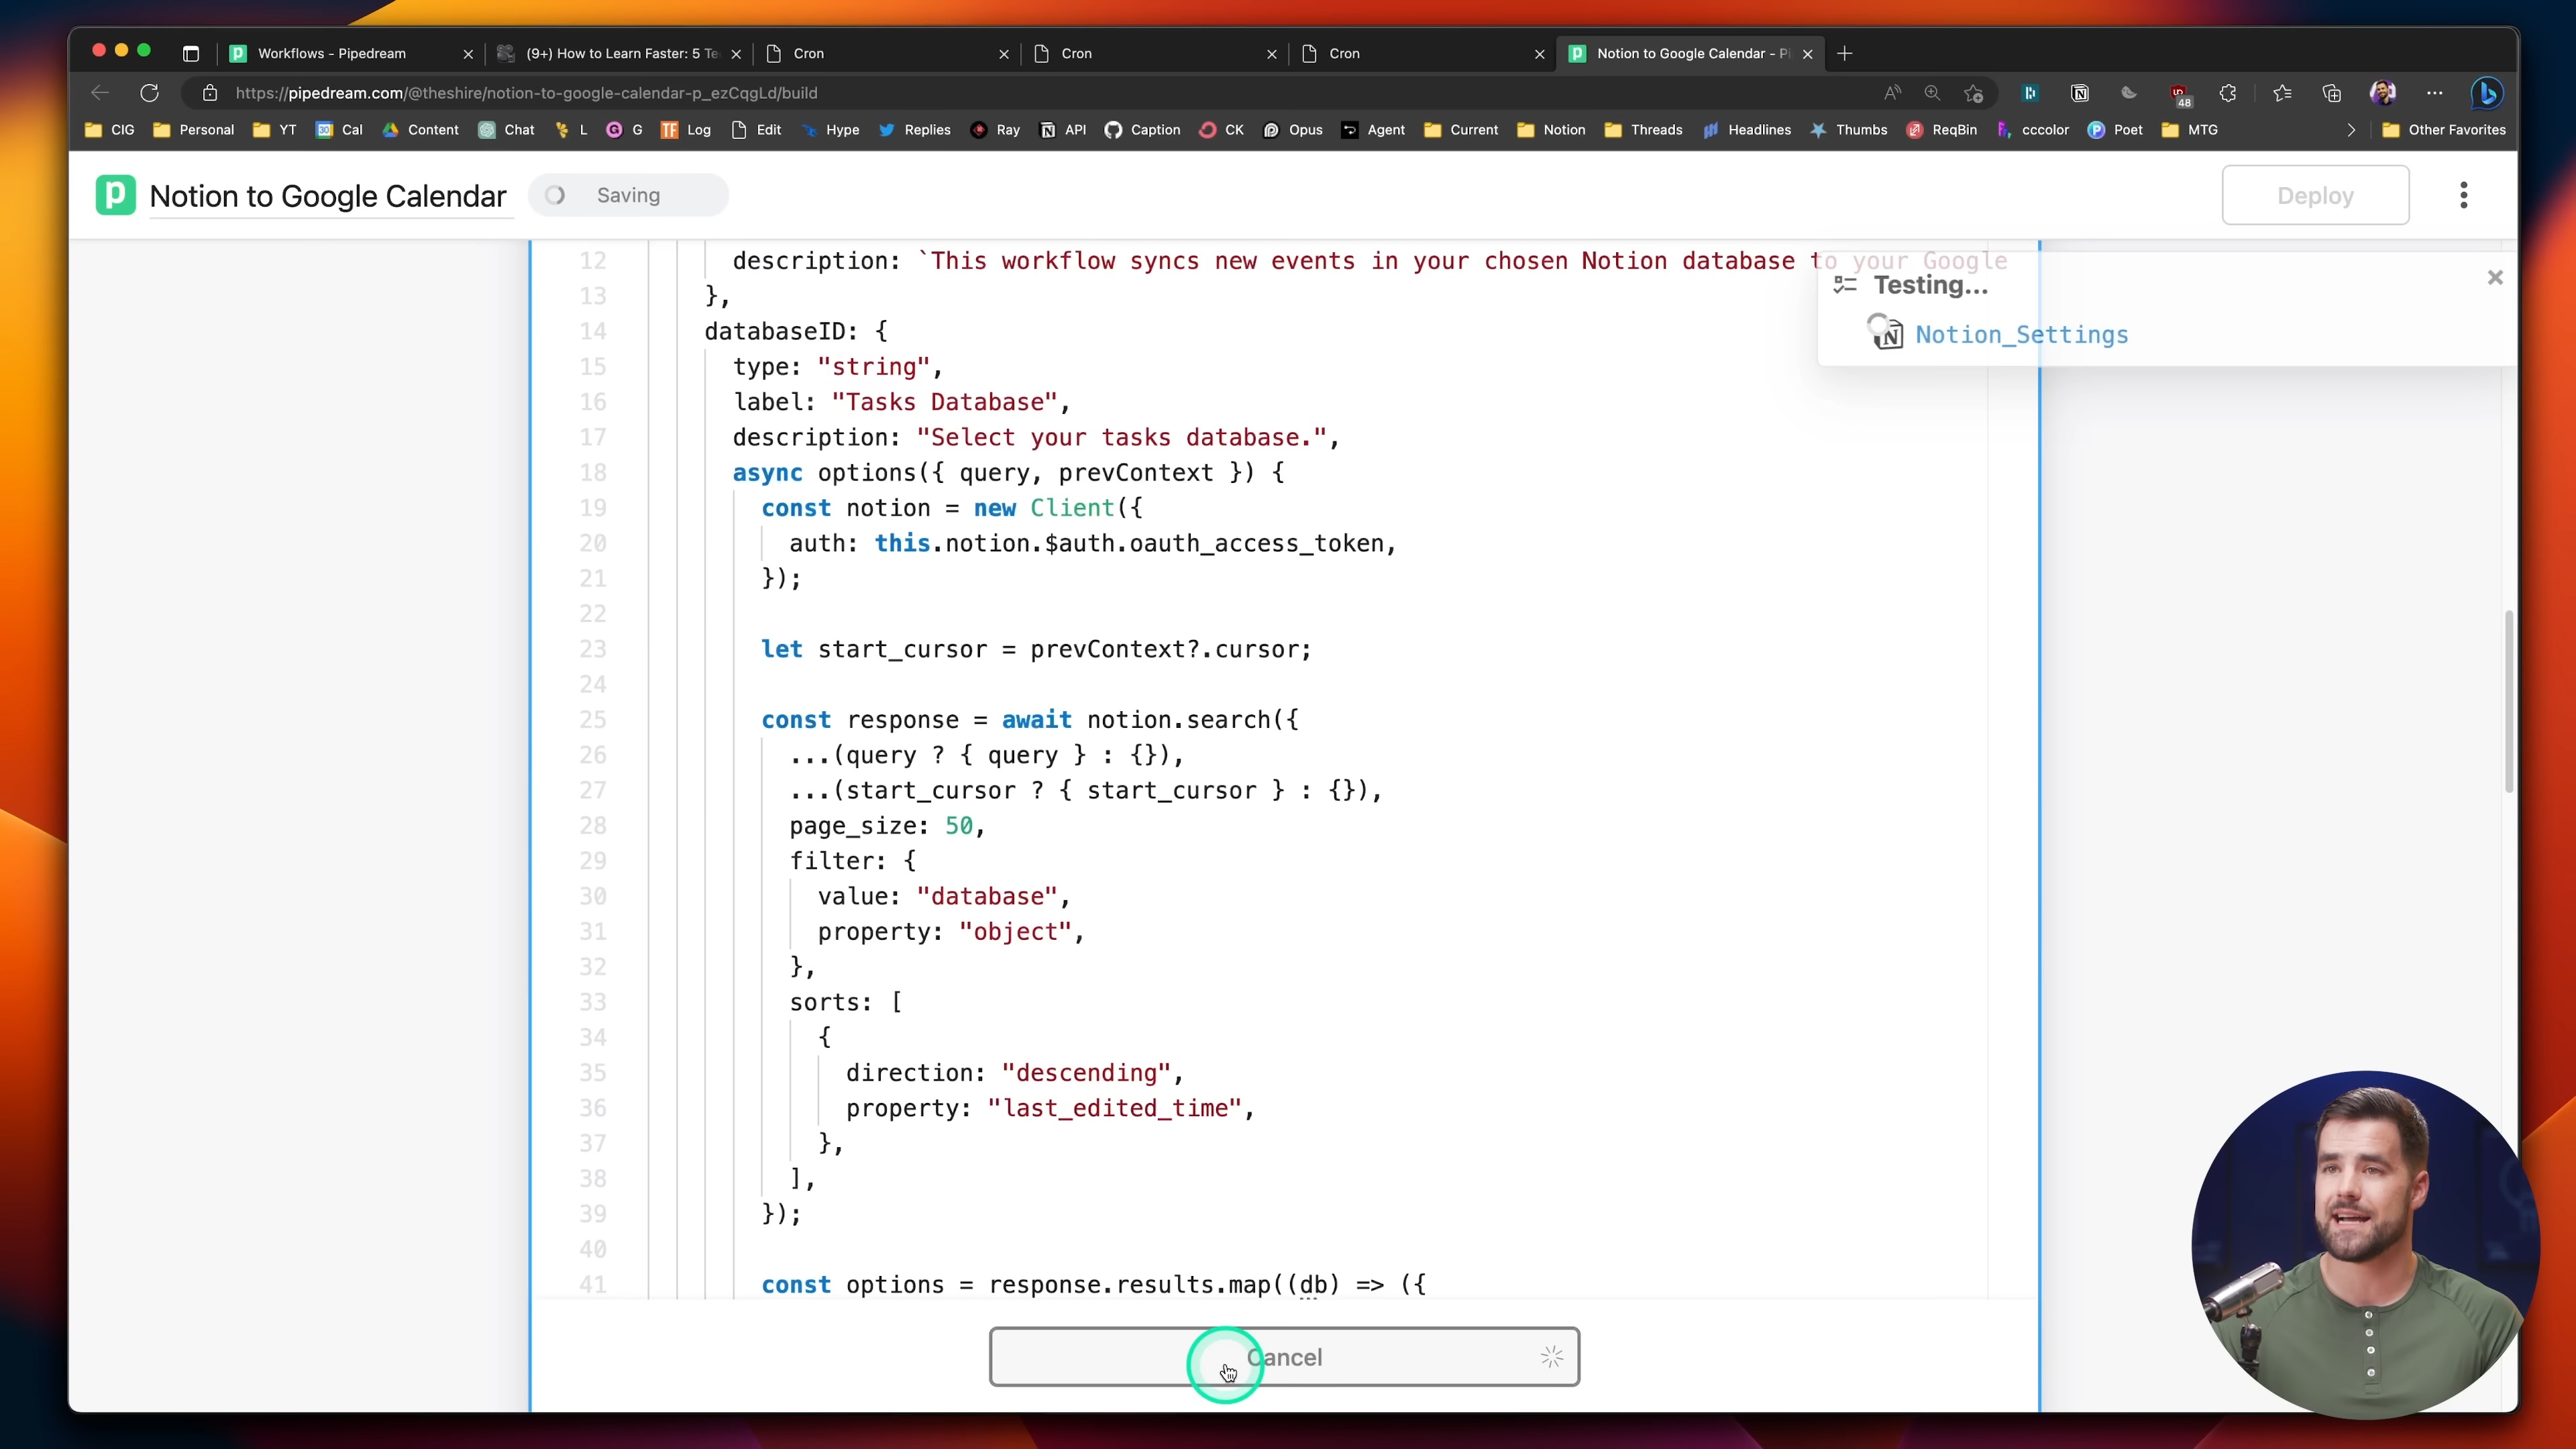 Workflows - Pipedream
(9+) How to Learn Faster: 5 Te
Cron
Cron
Cron
Notion to Google Calendar - Pi
https://pipedream.com/@theshire/notion-to-google-calendar-p_ezCqgLd/build
48
CIG Personal YT Cal Content Chat L G Log Edit Hype Replies Ray API Caption CK Opus Agent Current Notion Threads Headlines Thumbs ReqBin cccolor Poet MTG Other Favorites
Notion to Google Calendar
Saving
Deploy
12 description: `This workflow syncs new events in your chosen Notion database to your Google
13 },
14 databaseID: {
15 type: "string",
16 label: "Tasks Database",
17 description: "Select your tasks database.",
18 async options({ query, prevContext }) {
19 const notion = new Client({
20 auth: this.notion.$auth.oauth_access_token,
21 });
22
23 let start_cursor = prevContext?.cursor;
24
25 const response = await notion.search({
26 ...(query ? { query } : {}),
27 ...(start_cursor ? { start_cursor } : {}),
28 page_size: 50,
29 filter: {
30 value: "database",
31 property: "object",
32 },
33 sorts: [
34 {
35 direction: "descending",
36 property: "last_edited_time",
37 },
38 ],
39 });
40
41 const options = response.results.map((db) => ({
Testing...
Notion_Settings
Cancel